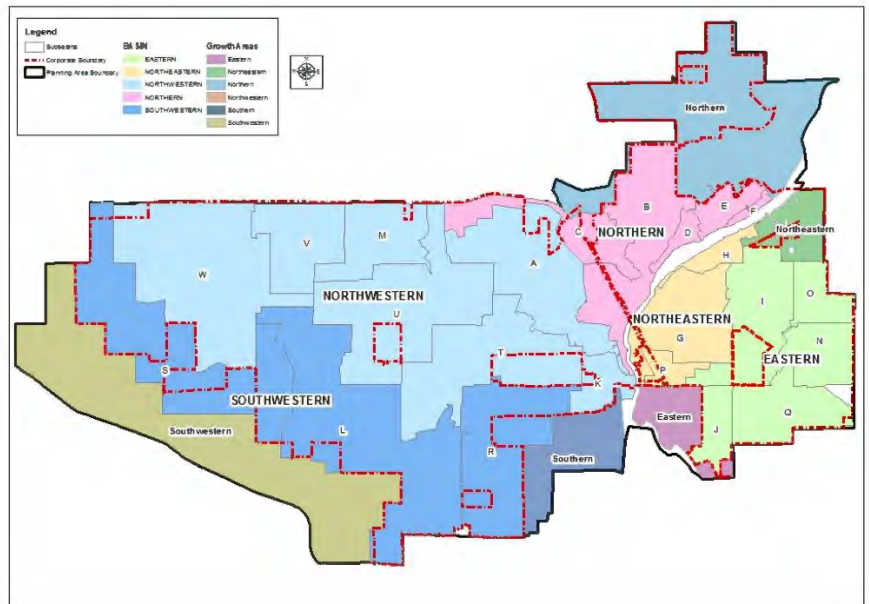 Legend
Subbasins
Corporate Boundary
Planning Area Boundary
BASIN
EASTERN
NORTHEASTERN
NORTHWESTERN
NORTHERN
SOUTHWESTERN
Growth Areas
Eastern
Northeastern
Northern
Northwestern
Southern
Southwestern
N
Northern
B
E
F
C
D
NORTHERN
Northeastern
V
M
W
A
H
NORTHWESTERN
U
I
O
NORTHEASTERN
G
N
EASTERN
T
P
S
K
SOUTHWESTERN
Southwestern
L
Eastern
J
Q
R
Southern